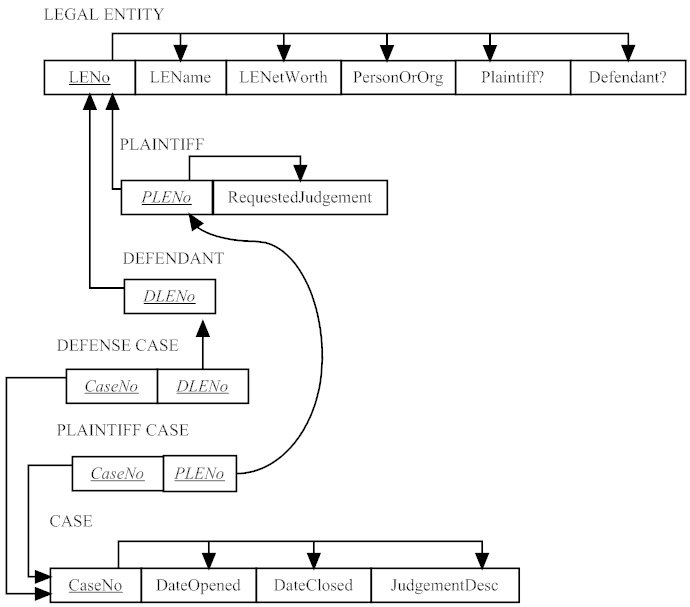 LEGAL ENTITY
LENo LEName LENetWorth PersonOrOrg Plaintiff? Defendant?
PLAINTIFF
PLENo RequestedJudgement
DEFENDANT
DLENo
DEFENSE CASE
CaseNo DLENo
PLAINTIFF CASE
CaseNo PLENo
CASE
CaseNo DateOpened DateClosed JudgementDesc